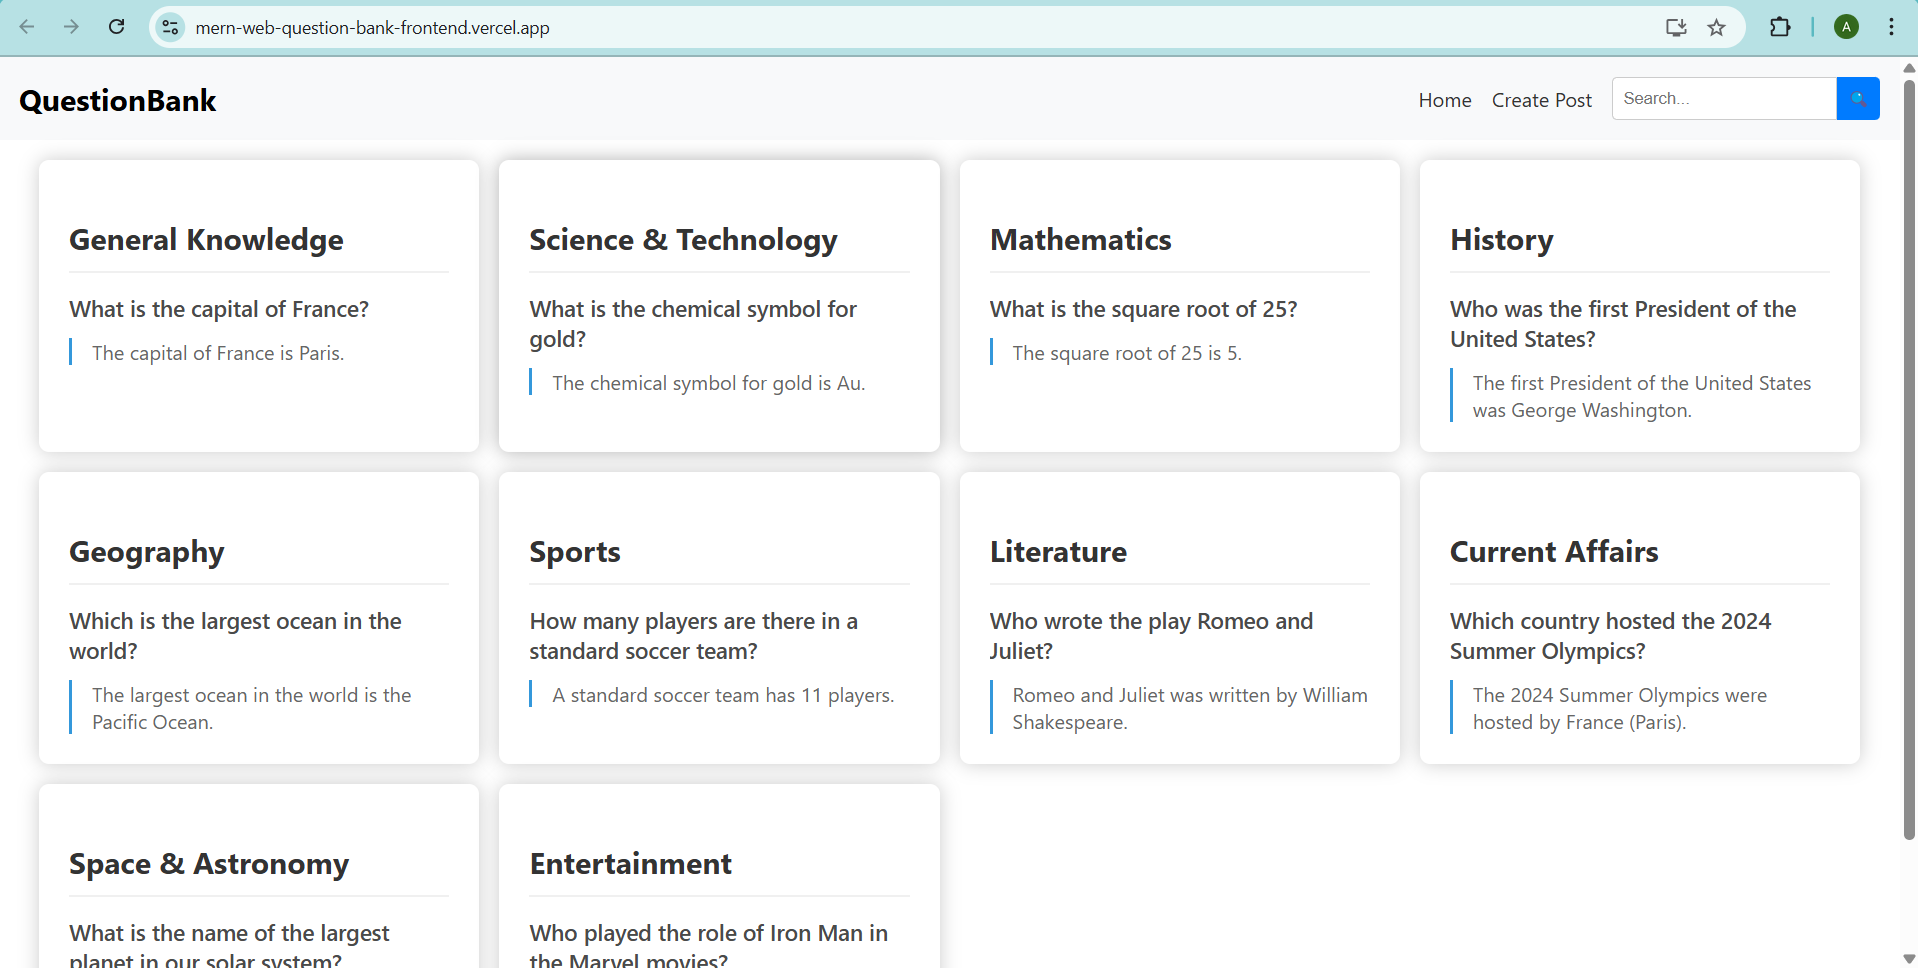 mern-web-question-bank-frontend.vercel.app
A
QuestionBank
Home
Create Post
Search...
General Knowledge
What is the capital of France?
The capital of France is Paris.
Science & Technology
What is the chemical symbol for
gold?
The chemical symbol for gold is Au.
Mathematics
What is the square root of 25?
The square root of 25 is 5.
History
Who was the first President of the
United States?
The first President of the United States
was George Washington.
Geography
Which is the largest ocean in the
world?
The largest ocean in the world is the
Pacific Ocean.
Sports
How many players are there in a
standard soccer team?
A standard soccer team has 11 players.
Literature
Who wrote the play Romeo and
Juliet?
Romeo and Juliet was written by William
Shakespeare.
Current Affairs
Which country hosted the 2024
Summer Olympics?
The 2024 Summer Olympics were
hosted by France (Paris).
Space & Astronomy
What is the name of the largest
planet in our solar system?
Entertainment
Who played the role of Iron Man in
the Marvel movies?